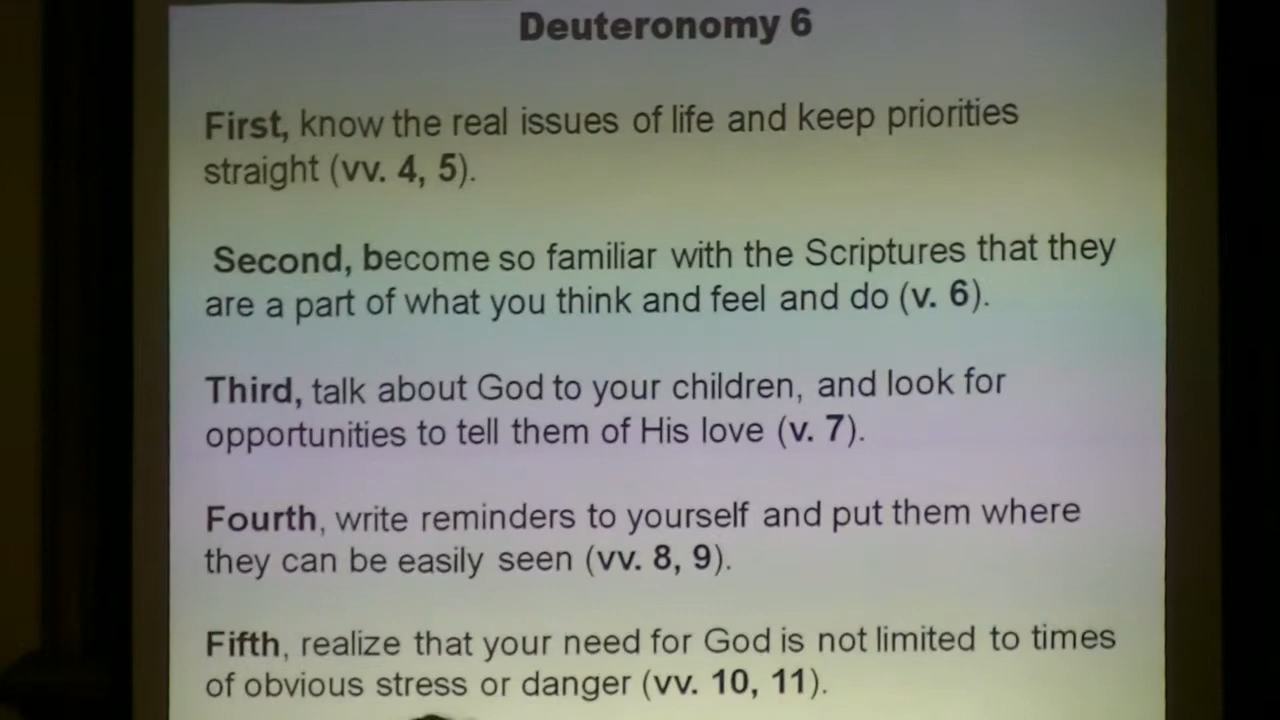 Deuteronomy 6
First, know the real issues of life and keep priorities
straight (vv. 4, 5).
Second, become so familiar with the Scriptures that they
are a part of what you think and feel and do (v. 6).
Third, talk about God to your children, and look for
opportunities to tell them of His love (v. 7).
Fourth, write reminders to yourself and put them where
they can be easily seen (vv. 8, 9).
Fifth, realize that your need for God is not limited to times
of obvious stress or danger (vv. 10, 11).